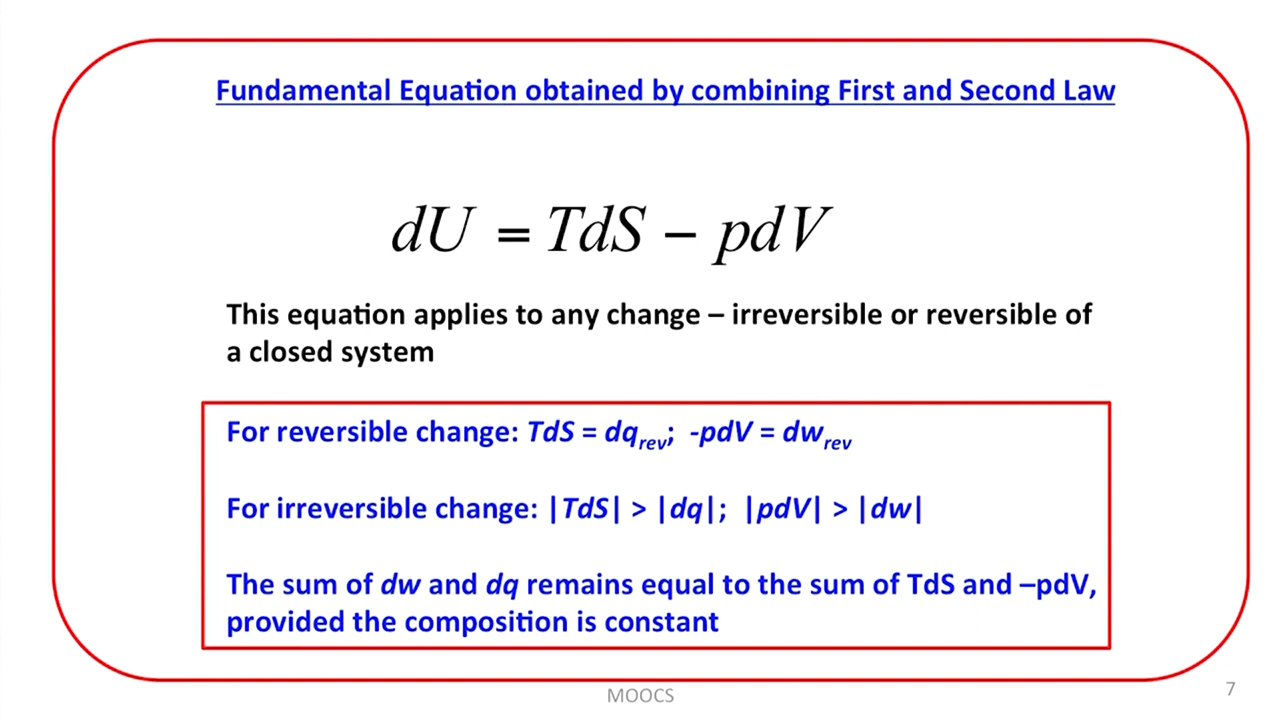 Fundamental Equation obtained by combining First and Second Law
dU = TdS − pdV
This equation applies to any change – irreversible or reversible of
a closed system
For reversible change: TdS = dq_rev; -pdV = dw_rev
For irreversible change: |TdS| > |dq|; |pdV| > |dw|
The sum of dw and dq remains equal to the sum of TdS and –pdV,
provided the composition is constant
MOOCS
7